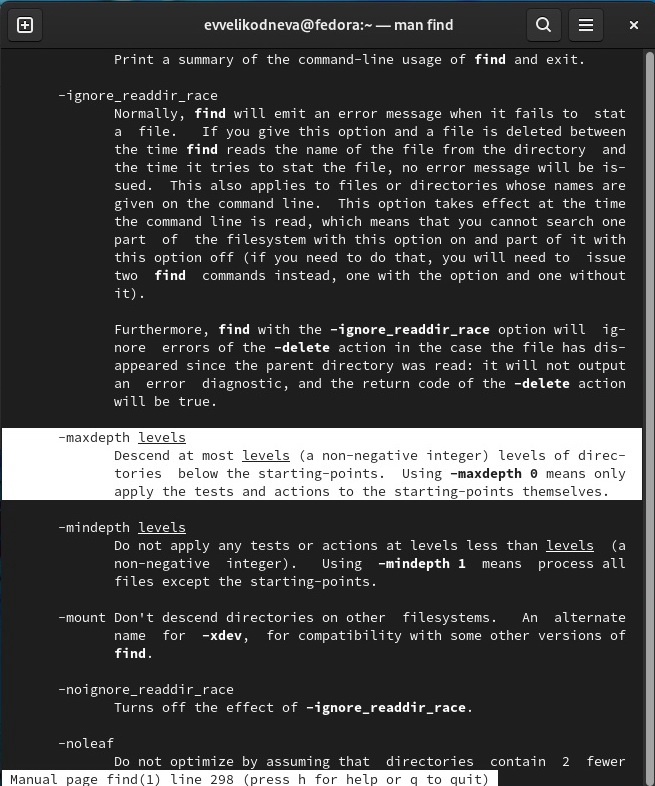 evvelikodneva@fedora:~ — man find
Print a summary of the command-line usage of find and exit.
-ignore_readdir_race
Normally, find will emit an error message when it fails to stat
a file. If you give this option and a file is deleted between
the time find reads the name of the file from the directory and
the time it tries to stat the file, no error message will be is-
sued. This also applies to files or directories whose names are
given on the command line. This option takes effect at the time
the command line is read, which means that you cannot search one
part of the filesystem with this option on and part of it with
this option off (if you need to do that, you will need to issue
two find commands instead, one with the option and one without
it).
Furthermore, find with the -ignore_readdir_race option will ig-
nore errors of the -delete action in the case the file has dis-
appeared since the parent directory was read: it will not output
an error diagnostic, and the return code of the -delete action
will be true.
-maxdepth levels
Descend at most levels (a non-negative integer) levels of direc-
tories below the starting-points. Using -maxdepth 0 means only
apply the tests and actions to the starting-points themselves.
-mindepth levels
Do not apply any tests or actions at levels less than levels (a
non-negative integer). Using -mindepth 1 means process all
files except the starting-points.
-mount Don't descend directories on other filesystems. An alternate
name for -xdev, for compatibility with some other versions of
find.
-noignore_readdir_race
Turns off the effect of -ignore_readdir_race.
-noleaf
Do not optimize by assuming that directories contain 2 fewer
Manual page find(1) line 298 (press h for help or q to quit)